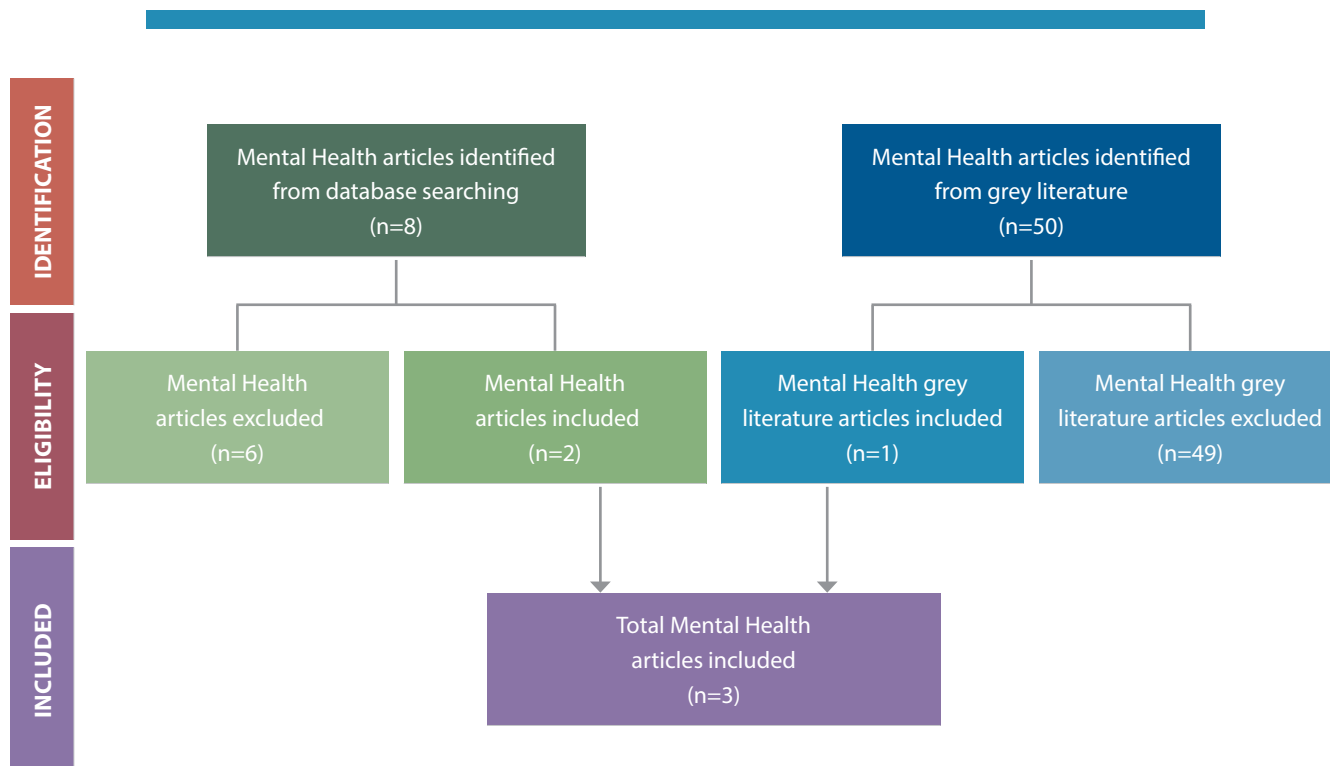 IDENTIFICATION
Mental Health articles identified
from database searching
(n=8)
Mental Health articles identified
from grey literature
(n=50)
ELIGIBILITY
Mental Health
articles excluded
(n=6)
Mental Health
articles included
(n=2)
Mental Health grey
literature articles included
(n=1)
Mental Health grey
literature articles excluded
(n=49)
INCLUDED
Total Mental Health
articles included
(n=3)